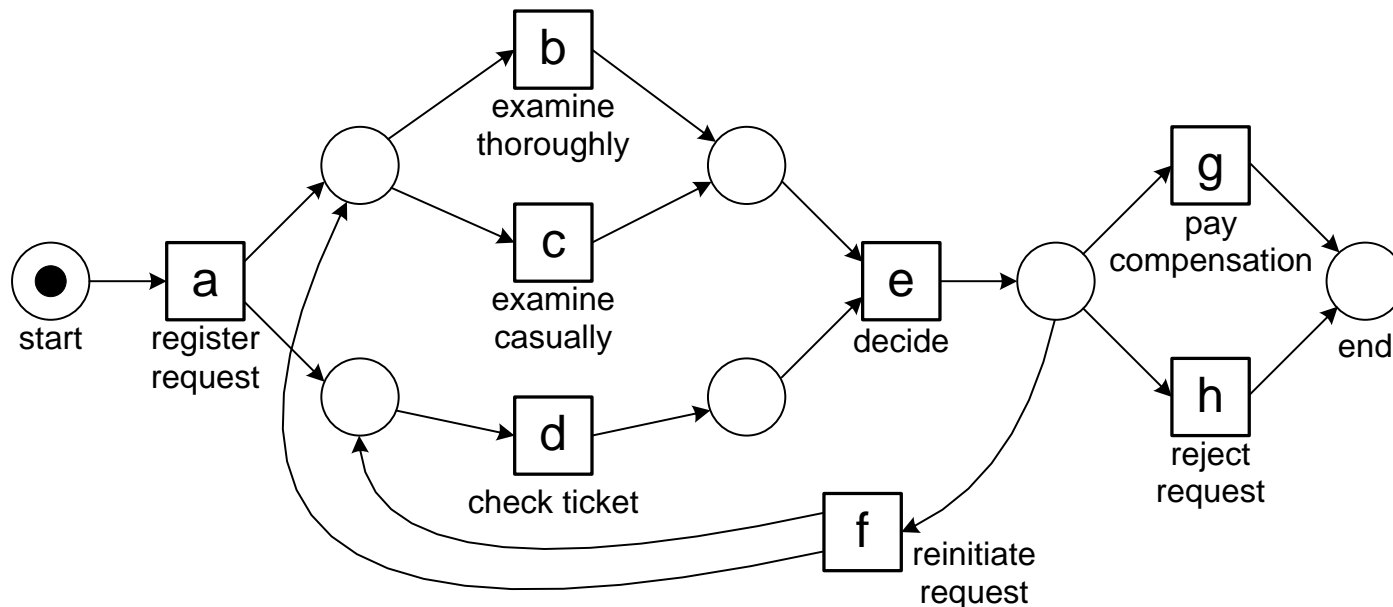 b
examine
thoroughly
g
pay
compensation
c
examine
casually
a
register
request
start
e
decide
end
d
check ticket
h
reject
request
f
reinitiate
request